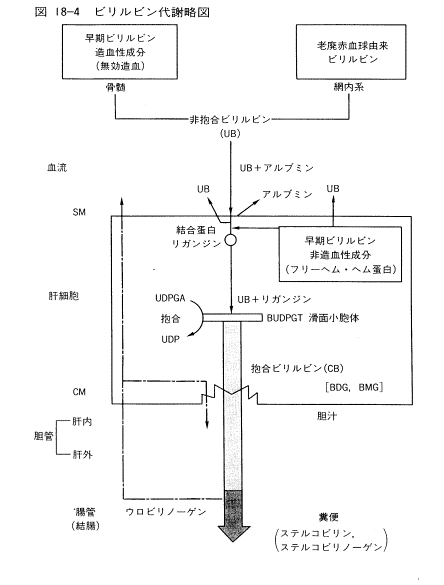 図 18-4 ビリルビン代謝略図
早期ビリルビン
造血性成分
(無効造血)
老廃赤血球由来
ビリルビン
骨髄
網内系
非抱合ビリルビン
(UB)
血流
UB+アルブミン
UB
アルブミン
UB
SM
結合蛋白
リガンジン
早期ビリルビン
非造血性成分
(フリーヘム・ヘム蛋白)
肝細胞
UDPGA
UB+リガンジン
抱合
BUDPGT 滑面小胞体
UDP
抱合ビリルビン(CB)
CM
[BDG, BMG]
胆汁
胆管
肝内
肝外
腸管
(結腸)
ウロビリノーゲン
糞便
(ステルコビリン,
ステルコビリノーゲン)